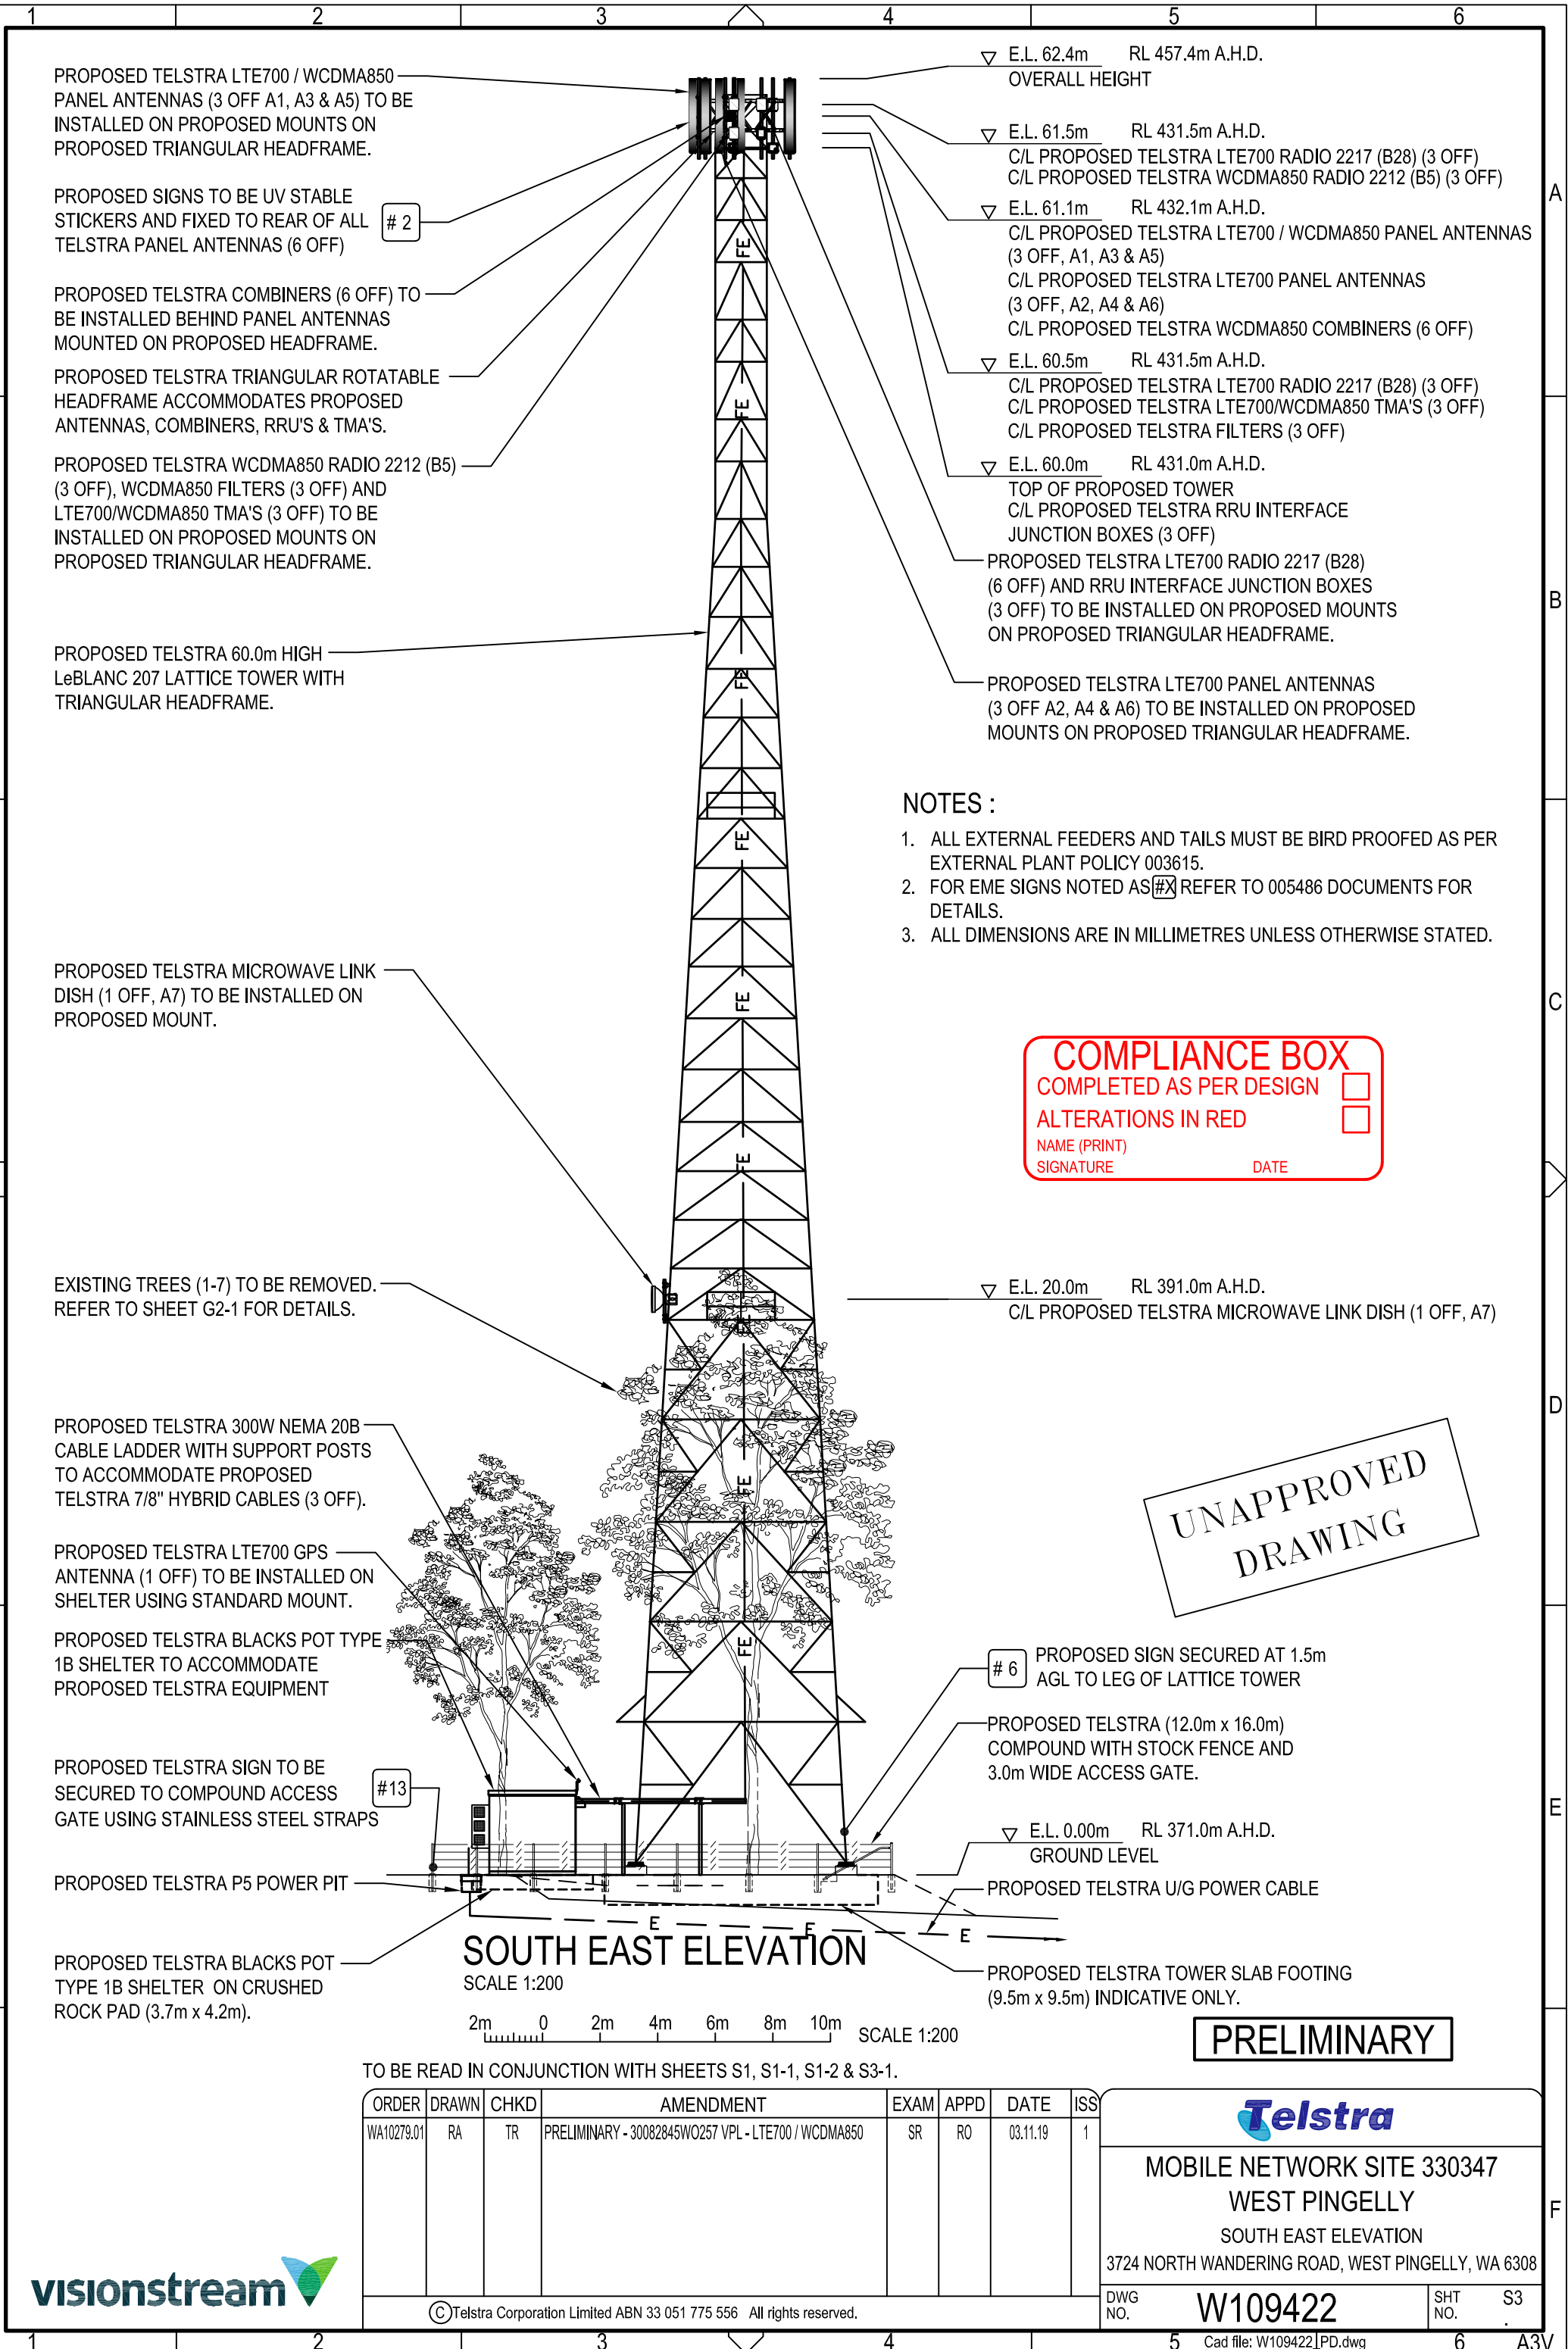 1 2 3 4 5 6
PROPOSED TELSTRA LTE700 / WCDMA850
PANEL ANTENNAS (3 OFF A1, A3 & A5) TO BE
INSTALLED ON PROPOSED MOUNTS ON
PROPOSED TRIANGULAR HEADFRAME.
PROPOSED SIGNS TO BE UV STABLE
STICKERS AND FIXED TO REAR OF ALL
TELSTRA PANEL ANTENNAS (6 OFF)
# 2
PROPOSED TELSTRA COMBINERS (6 OFF) TO
BE INSTALLED BEHIND PANEL ANTENNAS
MOUNTED ON PROPOSED HEADFRAME.
PROPOSED TELSTRA TRIANGULAR ROTATABLE
HEADFRAME ACCOMMODATES PROPOSED
ANTENNAS, COMBINERS, RRU'S & TMA'S.
PROPOSED TELSTRA WCDMA850 RADIO 2212 (B5)
(3 OFF), WCDMA850 FILTERS (3 OFF) AND
LTE700/WCDMA850 TMA'S (3 OFF) TO BE
INSTALLED ON PROPOSED MOUNTS ON
PROPOSED TRIANGULAR HEADFRAME.
PROPOSED TELSTRA 60.0m HIGH
LeBLANC 207 LATTICE TOWER WITH
TRIANGULAR HEADFRAME.
PROPOSED TELSTRA MICROWAVE LINK
DISH (1 OFF, A7) TO BE INSTALLED ON
PROPOSED MOUNT.
EXISTING TREES (1-7) TO BE REMOVED.
REFER TO SHEET G2-1 FOR DETAILS.
PROPOSED TELSTRA 300W NEMA 20B
CABLE LADDER WITH SUPPORT POSTS
TO ACCOMMODATE PROPOSED
TELSTRA 7/8" HYBRID CABLES (3 OFF).
PROPOSED TELSTRA LTE700 GPS
ANTENNA (1 OFF) TO BE INSTALLED ON
SHELTER USING STANDARD MOUNT.
PROPOSED TELSTRA BLACKS POT TYPE
1B SHELTER TO ACCOMMODATE
PROPOSED TELSTRA EQUIPMENT
PROPOSED TELSTRA SIGN TO BE
SECURED TO COMPOUND ACCESS
GATE USING STAINLESS STEEL STRAPS
#13
PROPOSED TELSTRA P5 POWER PIT
PROPOSED TELSTRA BLACKS POT
TYPE 1B SHELTER ON CRUSHED
ROCK PAD (3.7m x 4.2m).
FE
FE
FE
FE
FE
FE
FE
FE
FE
E.L. 62.4m RL 457.4m A.H.D.
OVERALL HEIGHT
E.L. 61.5m RL 431.5m A.H.D.
C/L PROPOSED TELSTRA LTE700 RADIO 2217 (B28) (3 OFF)
C/L PROPOSED TELSTRA WCDMA850 RADIO 2212 (B5) (3 OFF)
E.L. 61.1m RL 432.1m A.H.D.
C/L PROPOSED TELSTRA LTE700 / WCDMA850 PANEL ANTENNAS
(3 OFF, A1, A3 & A5)
C/L PROPOSED TELSTRA LTE700 PANEL ANTENNAS
(3 OFF, A2, A4 & A6)
C/L PROPOSED TELSTRA WCDMA850 COMBINERS (6 OFF)
E.L. 60.5m RL 431.5m A.H.D.
C/L PROPOSED TELSTRA LTE700 RADIO 2217 (B28) (3 OFF)
C/L PROPOSED TELSTRA LTE700/WCDMA850 TMA'S (3 OFF)
C/L PROPOSED TELSTRA FILTERS (3 OFF)
E.L. 60.0m RL 431.0m A.H.D.
TOP OF PROPOSED TOWER
C/L PROPOSED TELSTRA RRU INTERFACE
JUNCTION BOXES (3 OFF)
PROPOSED TELSTRA LTE700 RADIO 2217 (B28)
(6 OFF) AND RRU INTERFACE JUNCTION BOXES
(3 OFF) TO BE INSTALLED ON PROPOSED MOUNTS
ON PROPOSED TRIANGULAR HEADFRAME.
PROPOSED TELSTRA LTE700 PANEL ANTENNAS
(3 OFF A2, A4 & A6) TO BE INSTALLED ON PROPOSED
MOUNTS ON PROPOSED TRIANGULAR HEADFRAME.
NOTES :
1. ALL EXTERNAL FEEDERS AND TAILS MUST BE BIRD PROOFED AS PER
EXTERNAL PLANT POLICY 003615.
2. FOR EME SIGNS NOTED AS #X REFER TO 005486 DOCUMENTS FOR
DETAILS.
3. ALL DIMENSIONS ARE IN MILLIMETRES UNLESS OTHERWISE STATED.
COMPLIANCE BOX
COMPLETED AS PER DESIGN
ALTERATIONS IN RED
NAME (PRINT)
SIGNATURE DATE
E.L. 20.0m RL 391.0m A.H.D.
C/L PROPOSED TELSTRA MICROWAVE LINK DISH (1 OFF, A7)
UNAPPROVED
DRAWING
# 6
PROPOSED SIGN SECURED AT 1.5m
AGL TO LEG OF LATTICE TOWER
PROPOSED TELSTRA (12.0m x 16.0m)
COMPOUND WITH STOCK FENCE AND
3.0m WIDE ACCESS GATE.
E.L. 0.00m RL 371.0m A.H.D.
GROUND LEVEL
PROPOSED TELSTRA U/G POWER CABLE
PROPOSED TELSTRA TOWER SLAB FOOTING
(9.5m x 9.5m) INDICATIVE ONLY.
E E E
SOUTH EAST ELEVATION
SCALE 1:200
2m 0 2m 4m 6m 8m 10m SCALE 1:200
PRELIMINARY
TO BE READ IN CONJUNCTION WITH SHEETS S1, S1-1, S1-2 & S3-1.
ORDER DRAWN CHKD AMENDMENT EXAM APPD DATE ISS
WA10279.01 RA TR PRELIMINARY - 30082845WO257 VPL - LTE700 / WCDMA850 SR RO 03.11.19 1
© Telstra Corporation Limited ABN 33 051 775 556 All rights reserved.
Telstra
MOBILE NETWORK SITE 330347
WEST PINGELLY
SOUTH EAST ELEVATION
3724 NORTH WANDERING ROAD, WEST PINGELLY, WA 6308
DWG NO. W109422 SHT NO. S3
visionstream
A
B
C
D
E
F
1 2 3 4 5 6
Cad file: W109422_PD.dwg
A3V